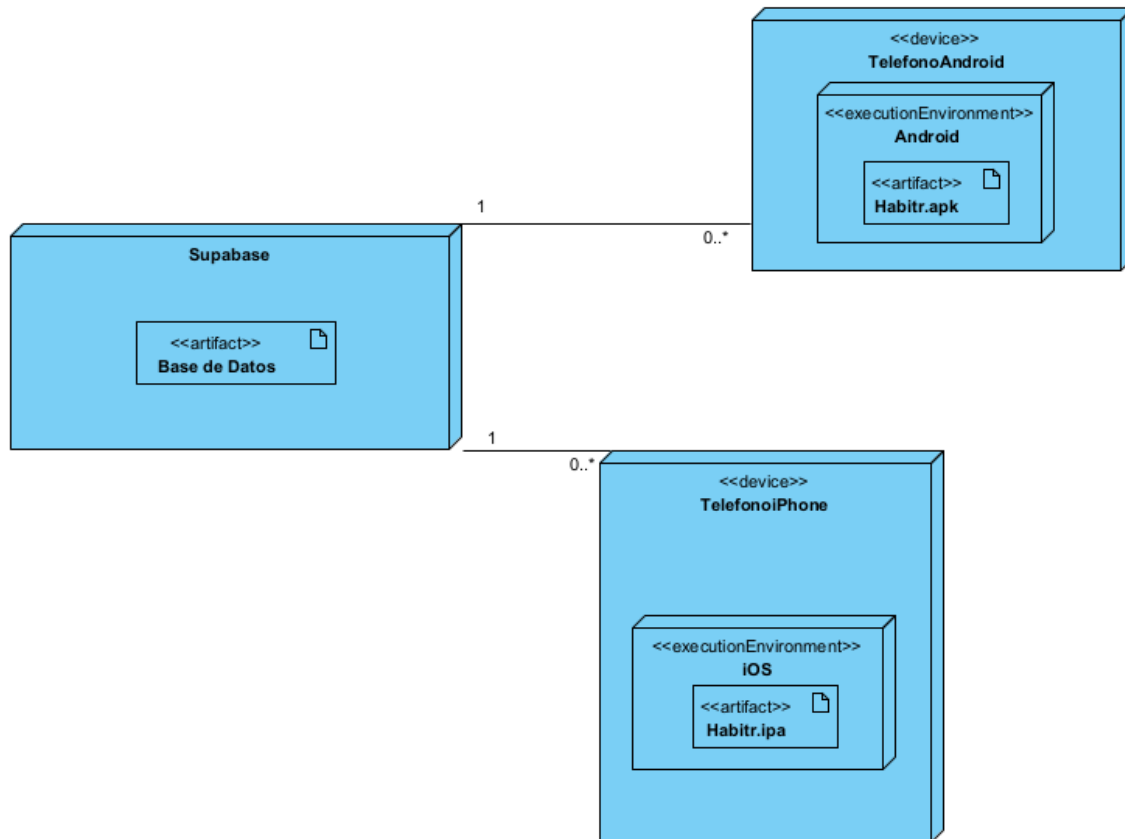 <<device>>
TelefonoAndroid
<<executionEnvironment>>
Android
<<artifact>>
Habitr.apk
1
0..*
Supabase
<<artifact>>
Base de Datos
1
0..*
<<device>>
TelefonoiPhone
<<executionEnvironment>>
iOS
<<artifact>>
Habitr.ipa